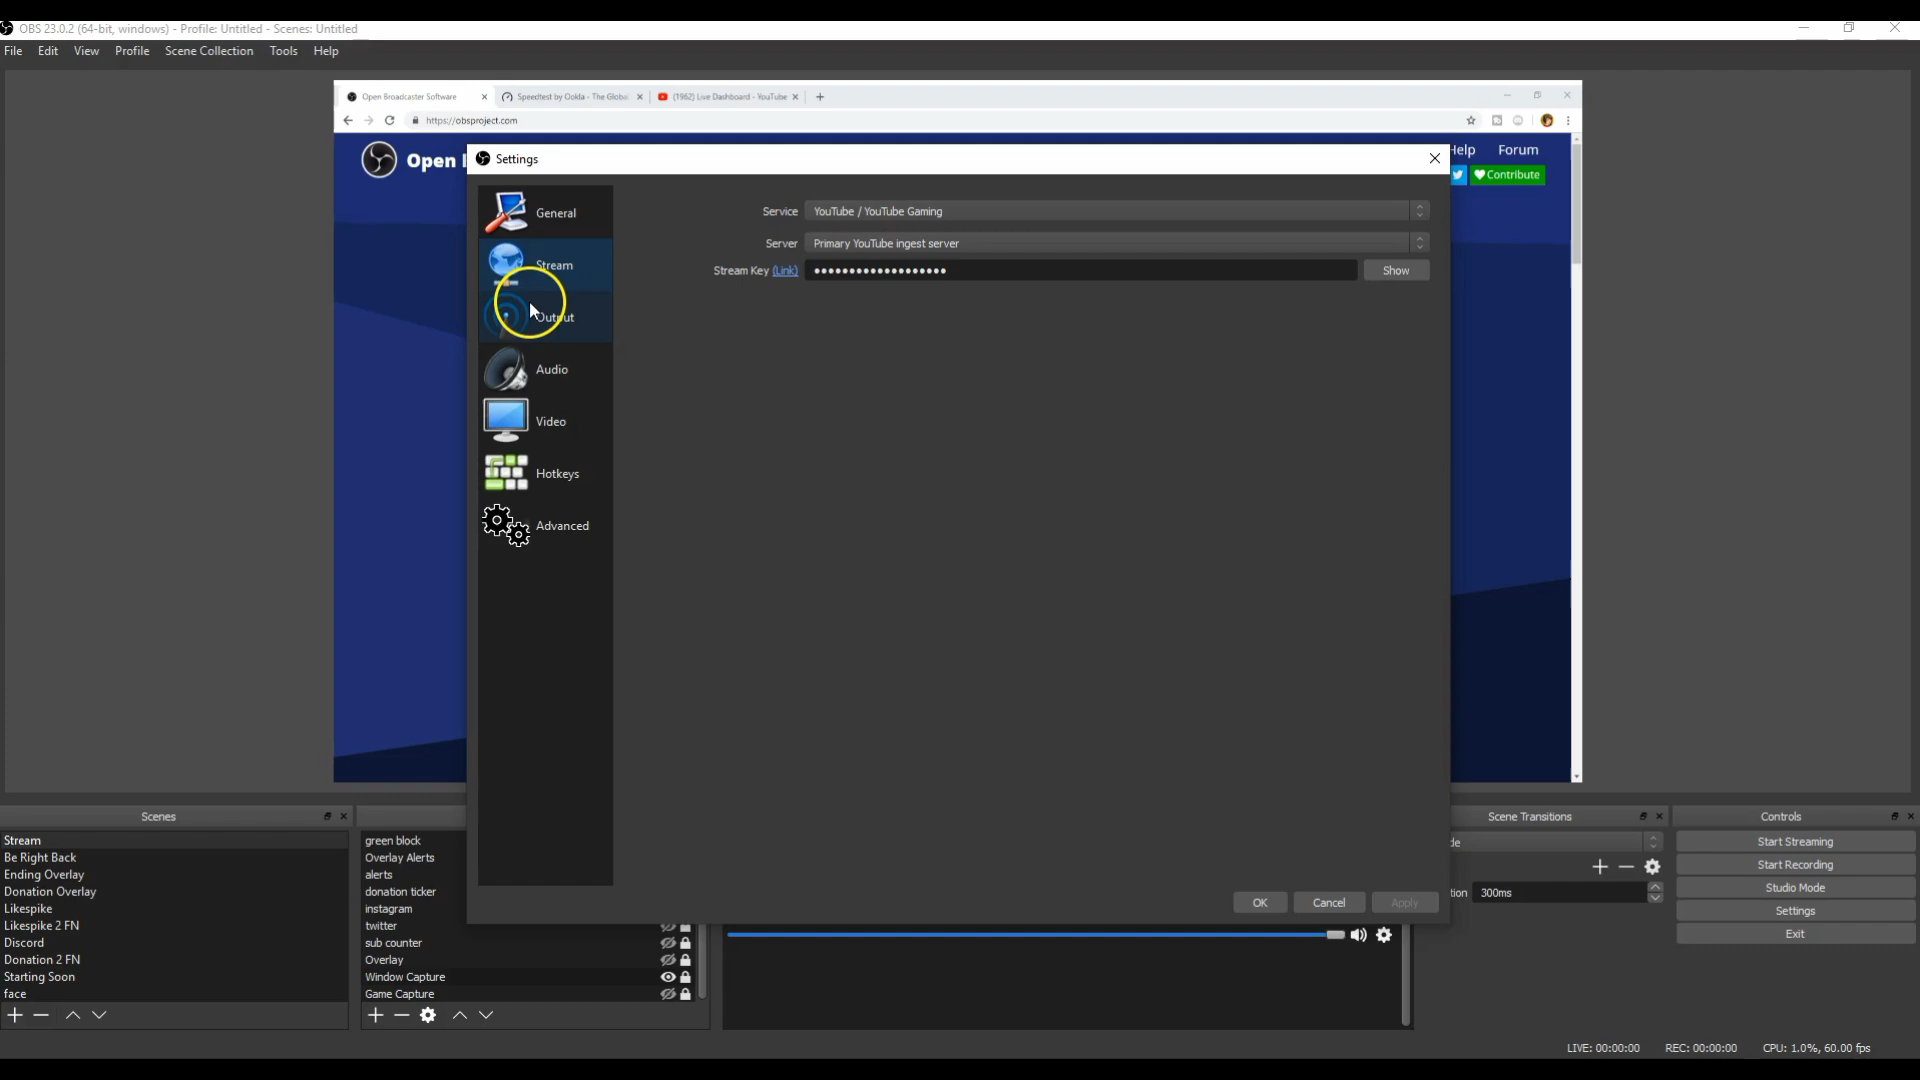 OBS 23.0.2 (64-bit, windows) - Profile: Untitled - Scenes: Untitled
File Edit View Profile Scene Collection Tools Help
Open Broadcaster Software
Speedtest by Ookla - The Global
(1962) Live Dashboard - YouTube
https://obsproject.com
Open
Help Forum
Contribute
Settings
General
Stream
Output
Audio
Video
Hotkeys
Advanced
Service YouTube / YouTube Gaming
Server Primary YouTube ingest server
Stream Key (Link) ●●●●●●●●●●●●●●●●●●● Show
OK Cancel Apply
Scenes
Stream
Be Right Back
Ending Overlay
Donation Overlay
Likespike
Likespike 2 FN
Discord
Donation 2 FN
Starting Soon
face
green block
Overlay Alerts
alerts
donation ticker
instagram
twitter
sub counter
Overlay
Window Capture
Game Capture
Scene Transitions
de
tion 300ms
Controls
Start Streaming
Start Recording
Studio Mode
Settings
Exit
LIVE: 00:00:00 REC: 00:00:00 CPU: 1.0%, 60.00 fps